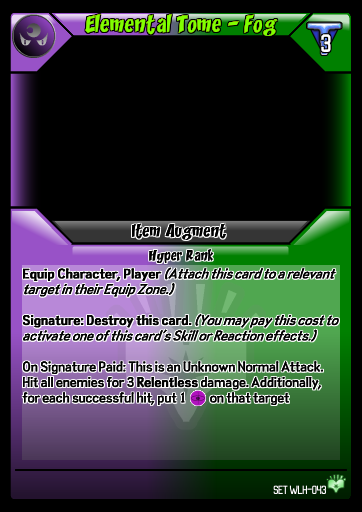 Elemental Tome - Fog
3
Item Augment
Hyper Rank
Equip Character, Player (Attach this card to a relevant
target in their Equip Zone.)
Signature: Destroy this card. (You may pay this cost to
activate one of this card's Skill or Reaction effects.)
On Signature Paid: This is an Unknown Normal Attack.
Hit all enemies for 3 Relentless damage. Additionally,
for each successful hit, put 1 on that target
SET WLH-043